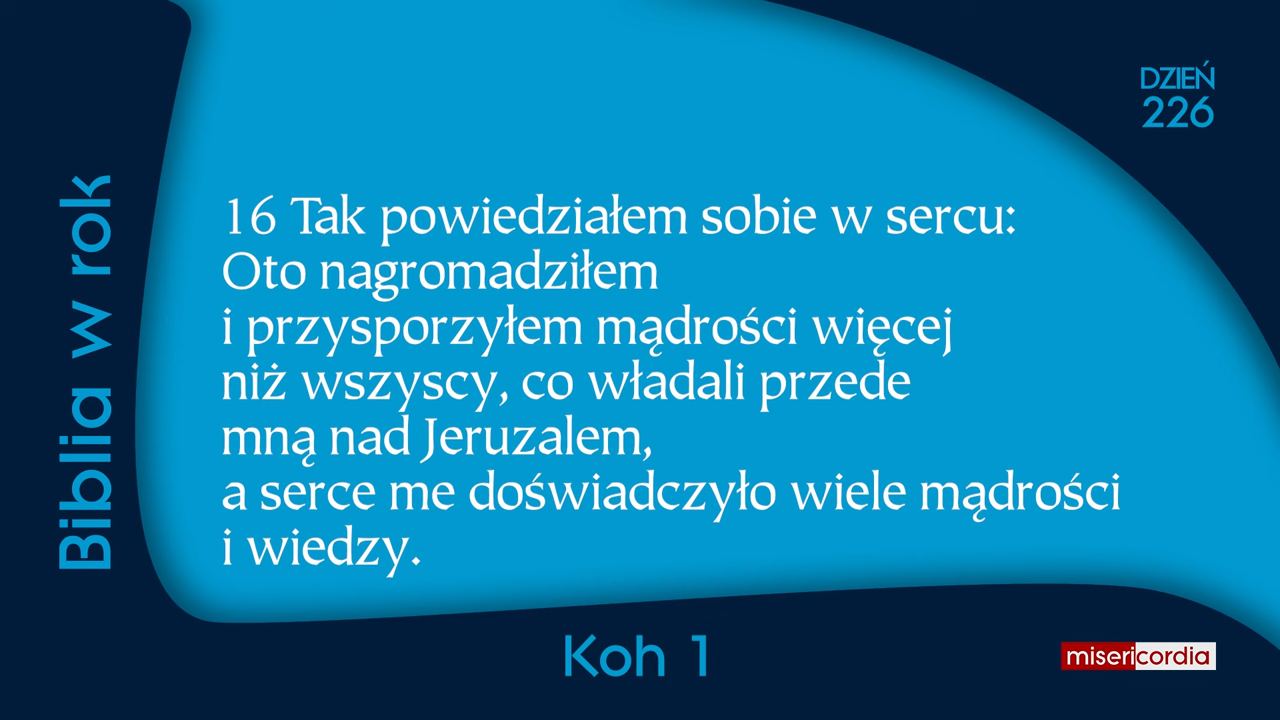 DZIEŃ
226
Biblia w rok
16 Tak powiedziałem sobie w sercu:
Oto nagromadziłem
i przysporzyłem mądrości więcej
niż wszyscy, co władali przede
mną nad Jeruzalem,
a serce me doświadczyło wiele mądrości
i wiedzy.
Koh 1
misericordia